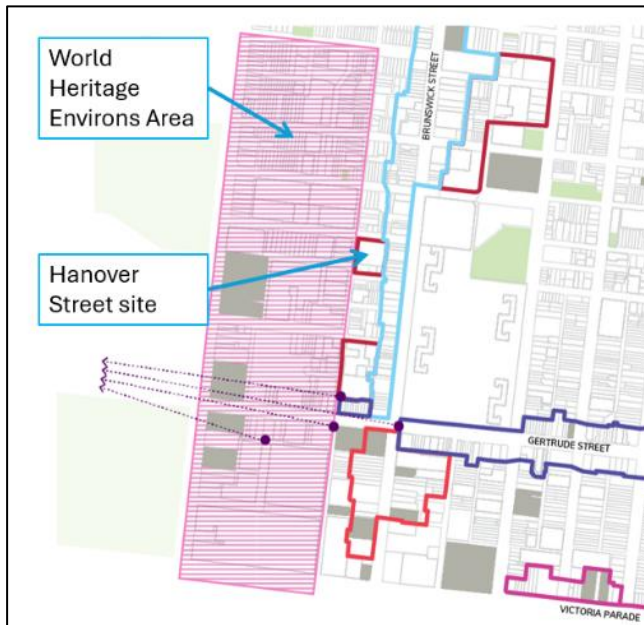 World
Heritage
Environs Area
BRUNSWICK STREET
Hanover
Street site
GERTRUDE STREET
VICTORIA PARADE